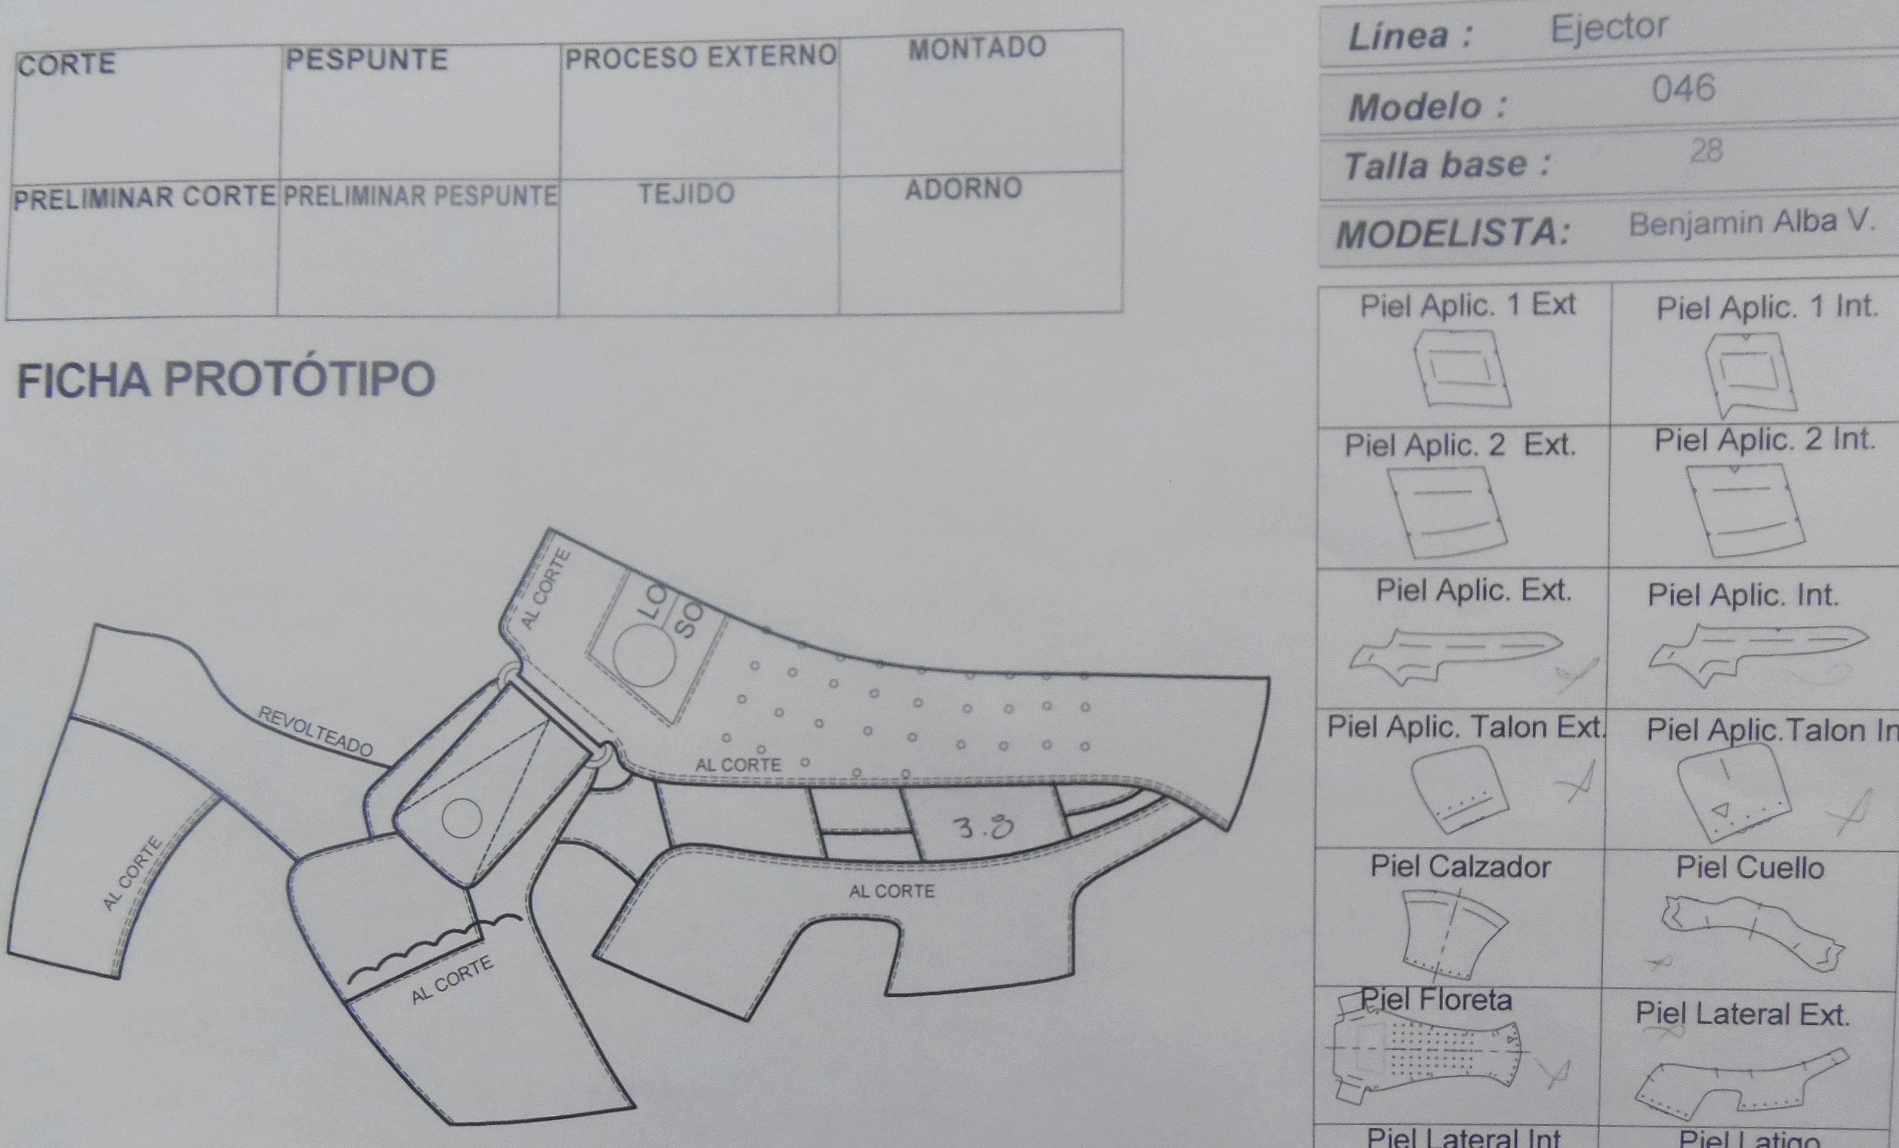 CORTE
PESPUNTE
PROCESO EXTERNO
MONTADO
PRELIMINAR CORTE
PRELIMINAR PESPUNTE
TEJIDO
ADORNO
FICHA PROTÓTIPO
AL CORTE
LO
SO
REVOLTEADO
AL CORTE
AL CORTE
3.8
AL CORTE
AL CORTE
Línea : Ejector
Modelo : 046
Talla base : 28
MODELISTA: Benjamin Alba V.
Piel Aplic. 1 Ext
Piel Aplic. 1 Int.
Piel Aplic. 2 Ext.
Piel Aplic. 2 Int.
Piel Aplic. Ext.
Piel Aplic. Int.
Piel Aplic. Talon Ext.
Piel Aplic.Talon In
Piel Calzador
Piel Cuello
Piel Floreta
Piel Lateral Ext.
Piel Lateral Int
Piel Latigo